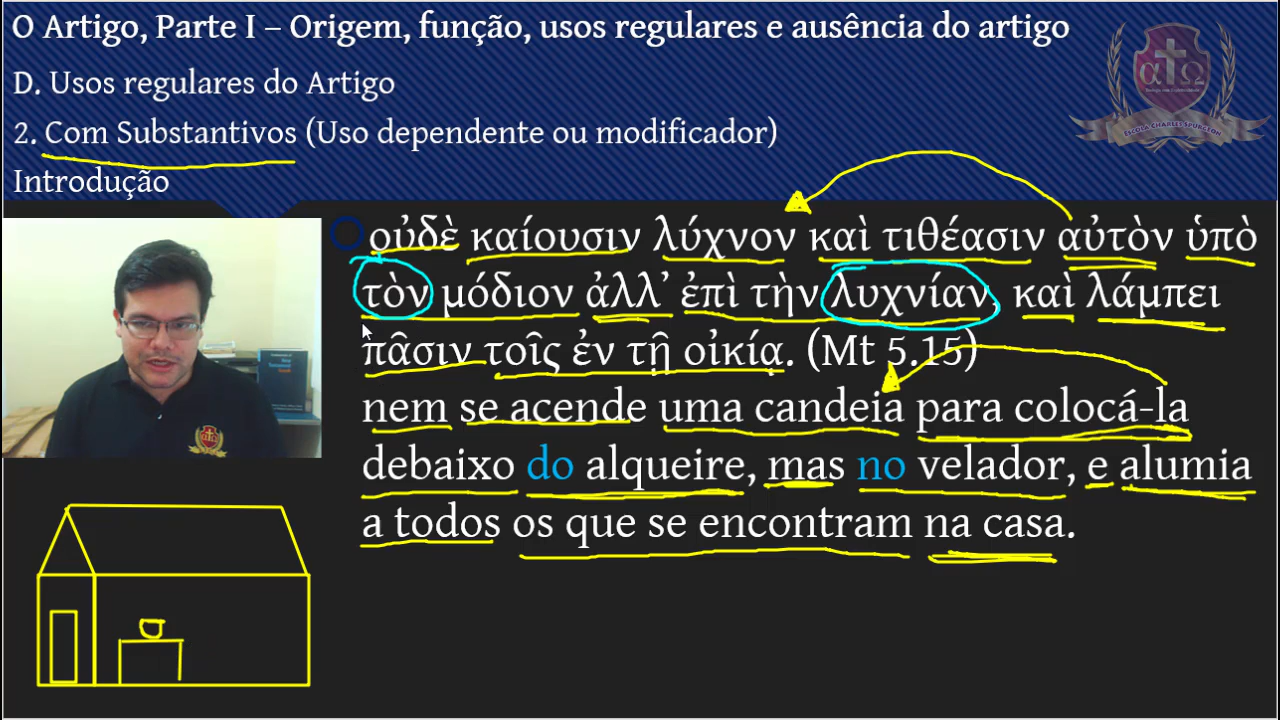 O Artigo, Parte I – Origem, função, usos regulares e ausência do artigo
D. Usos regulares do Artigo
2. Com Substantivos (Uso dependente ou modificador)
Introdução
οὐδὲ καίουσιν λύχνον καὶ τιθέασιν αὐτὸν ὑπὸ
τὸν μόδιον ἀλλ’ ἐπὶ τὴν λυχνίαν, καὶ λάμπει
πᾶσιν τοῖς ἐν τῇ οἰκίᾳ. (Mt 5.15)
nem se acende uma candeia para colocá-la
debaixo do alqueire, mas no velador, e alumia
a todos os que se encontram na casa.
α Ω
ESCOLA CHARLES SPURGEON